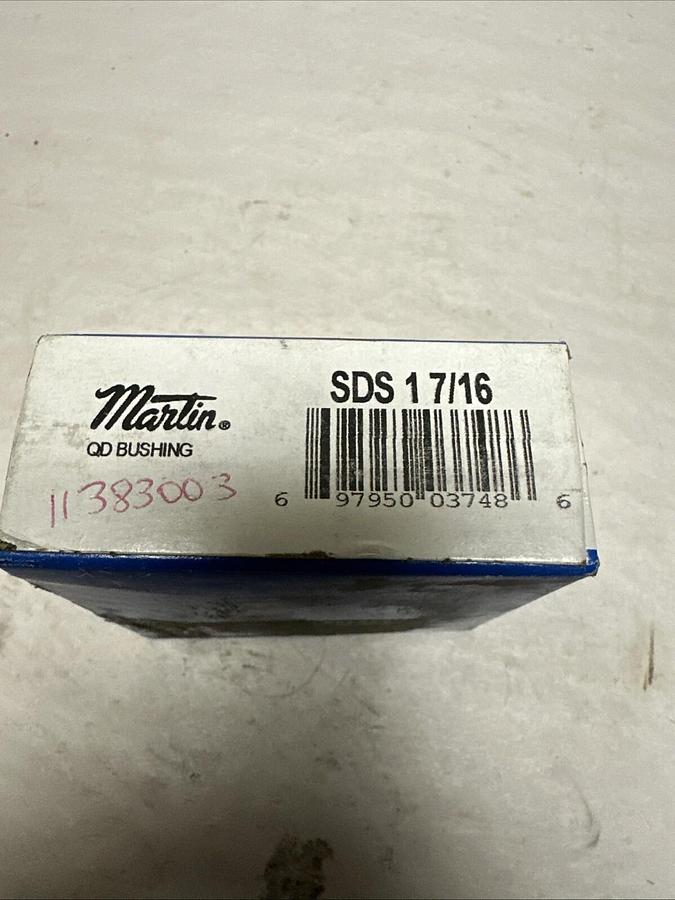 Martin®
QD BUSHING
11383003
SDS 1 7/16
6 97950 03748 6